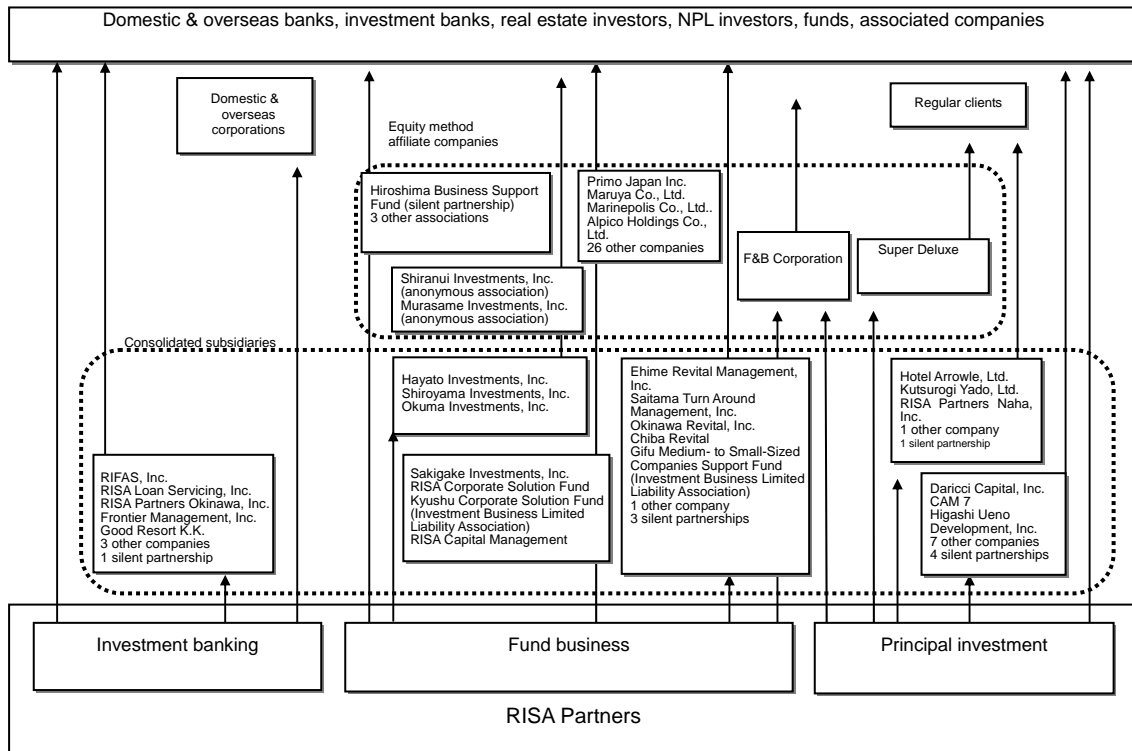 Domestic & overseas banks, investment banks, real estate investors, NPL investors, funds, associated companies
Domestic &
overseas
corporations
Regular clients
Equity method
affiliate companies
Hiroshima Business Support
Fund (silent partnership)
3 other associations
Primo Japan Inc.
Maruya Co., Ltd.
Marinepolis Co., Ltd..
Alpico Holdings Co.,
Ltd.
26 other companies
F&B Corporation
Super Deluxe
Shiranui Investments, Inc.
(anonymous association)
Murasame Investments, Inc.
(anonymous association)
Consolidated subsidiaries
Hayato Investments, Inc.
Shiroyama Investments, Inc.
Okuma Investments, Inc.
Ehime Revital Management,
Inc.
Saitama Turn Around
Management, Inc.
Okinawa Revital, Inc.
Chiba Revital
Gifu Medium- to Small-Sized
Companies Support Fund
(Investment Business Limited
Liability Association)
1 other company
3 silent partnerships
Hotel Arrowle, Ltd.
Kutsurogi Yado, Ltd.
RISA Partners Naha,
Inc.
1 other company
1 silent partnership
RIFAS, Inc.
RISA Loan Servicing, Inc.
RISA Partners Okinawa, Inc.
Frontier Management, Inc.
Good Resort K.K.
3 other companies
1 silent partnership
Sakigake Investments, Inc.
RISA Corporate Solution Fund
Kyushu Corporate Solution Fund
(Investment Business Limited
Liability Association)
RISA Capital Management
Daricci Capital, Inc.
CAM 7
Higashi Ueno
Development, Inc.
7 other companies
4 silent partnerships
Investment banking
Fund business
Principal investment
RISA Partners